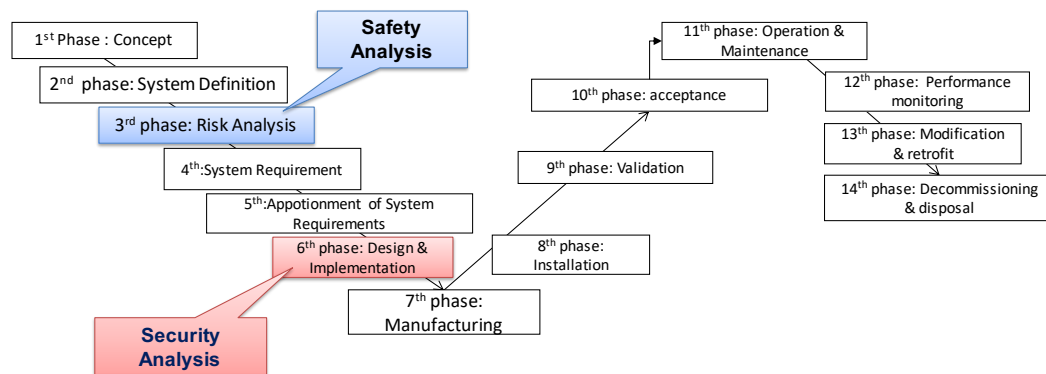 1st Phase : Concept
2nd phase: System Definition
3rd phase: Risk Analysis
4th:System Requirement
5th:Appotionment of System
Requirements
6th phase: Design &
Implementation
7th phase:
Manufacturing
8th phase:
Installation
9th phase: Validation
10th phase: acceptance
11th phase: Operation &
Maintenance
12th phase: Performance
monitoring
13th phase: Modification
& retrofit
14th phase: Decommissioning
& disposal
Safety
Analysis
Security
Analysis